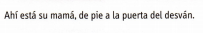 Ahí está su mamá, de pie a la puerta del desván.